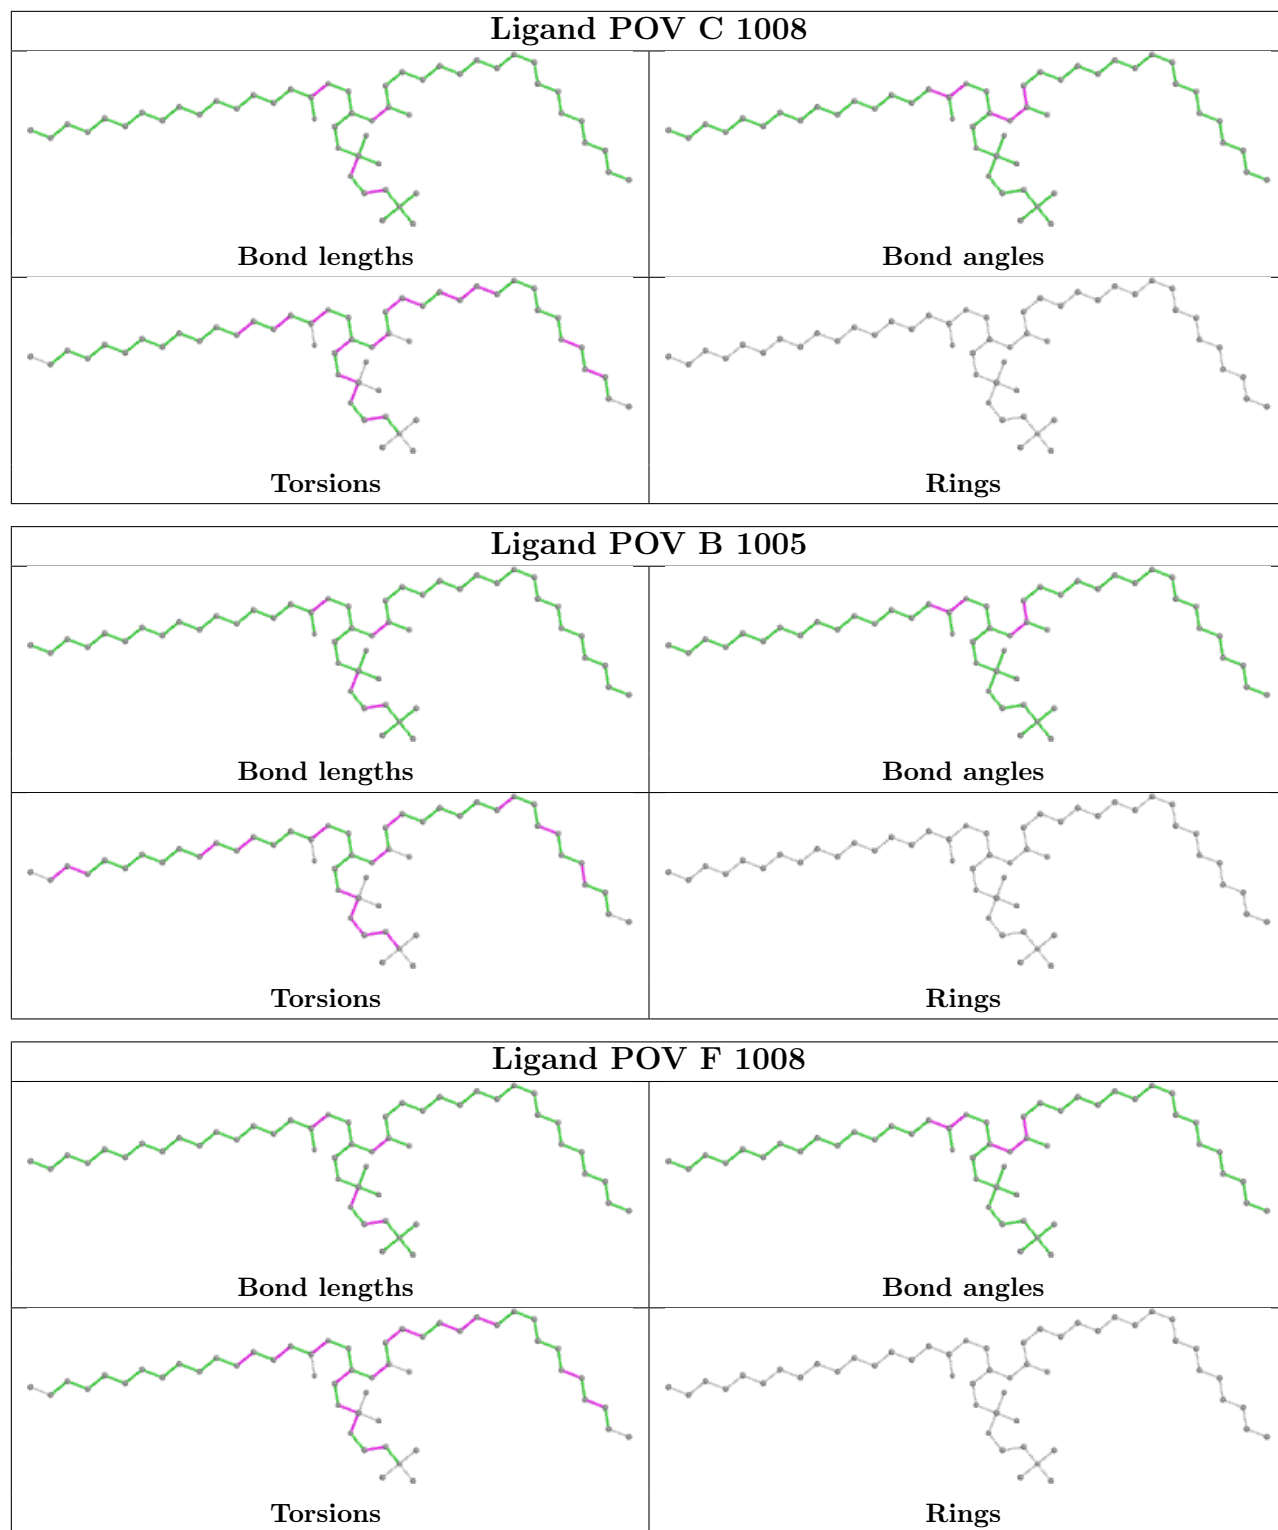 Ligand POV C 1008
Bond lengths
Bond angles
Torsions
Rings
Ligand POV B 1005
Bond lengths
Bond angles
Torsions
Rings
Ligand POV F 1008
Bond lengths
Bond angles
Torsions
Rings